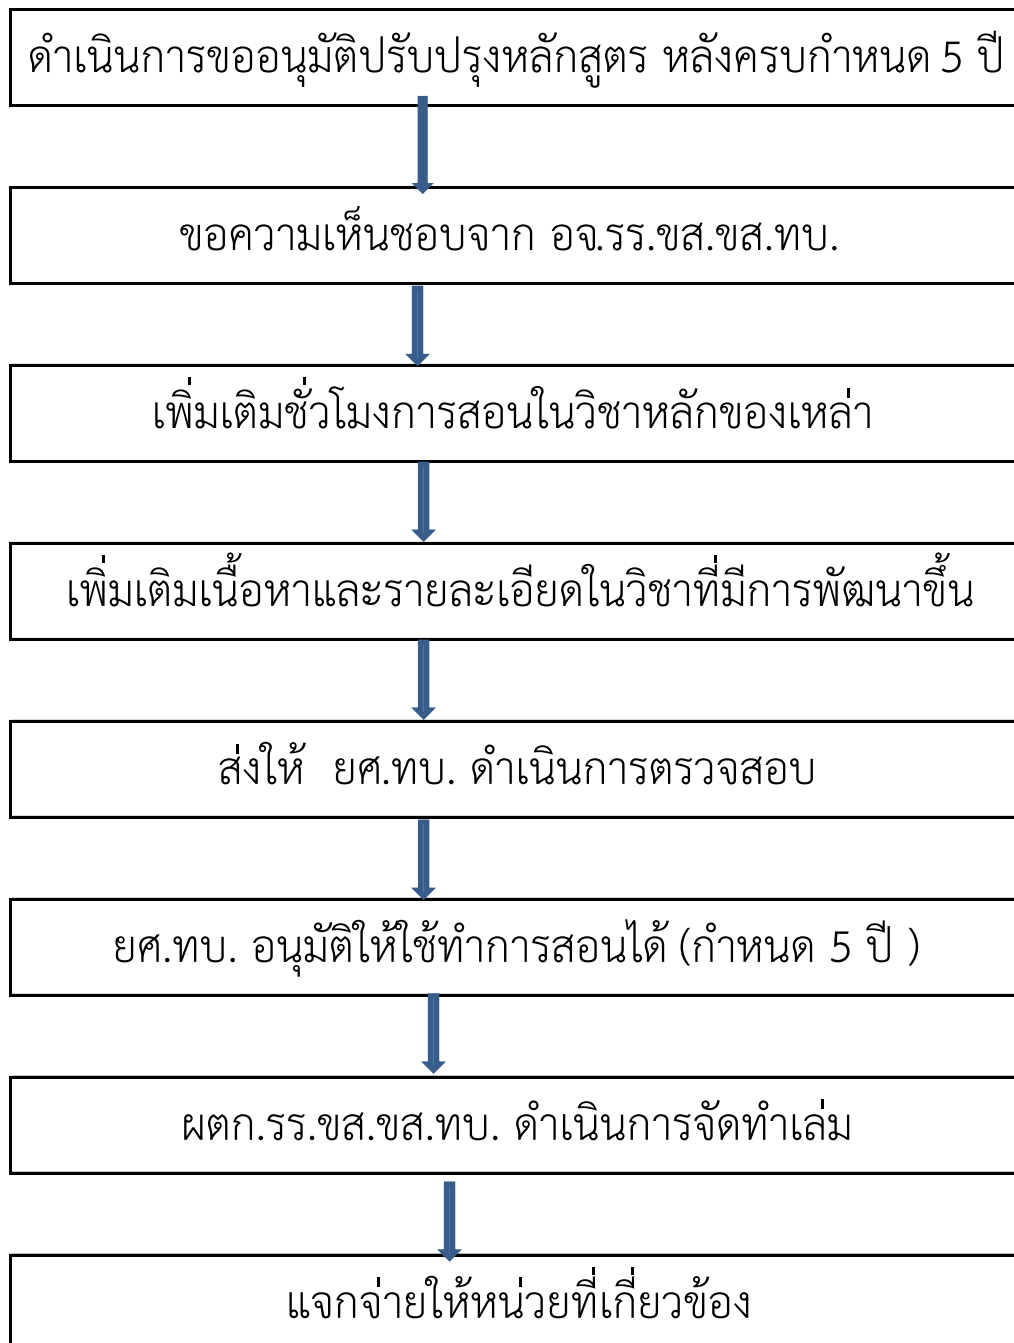 ดำเนินการขออนุมัติปรับปรุงหลักสูตร หลังครบกำหนด 5 ปี
ขอความเห็นชอบจาก อจ.รร.ขส.ขส.ทบ.
เพิ่มเติมชั่วโมงการสอนในวิชาหลักของเหล่า
เพิ่มเติมเนื้อหาและรายละเอียดในวิชาที่มีการพัฒนาขึ้น
ส่งให้ ยศ.ทบ. ดำเนินการตรวจสอบ
ยศ.ทบ. อนุมัติให้ใช้ทำการสอนได้ (กำหนด 5 ปี )
ผตก.รร.ขส.ขส.ทบ. ดำเนินการจัดทำเล่ม
แจกจ่ายให้หน่วยที่เกี่ยวข้อง